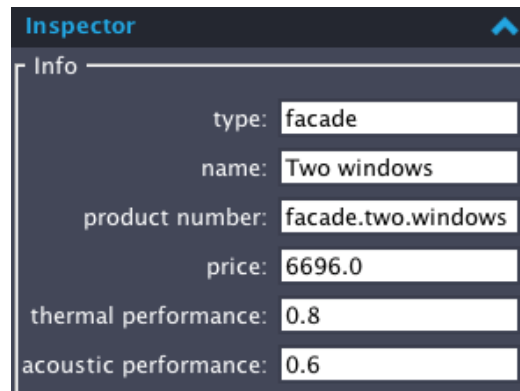 Inspector
Info
type: facade
name: Two windows
product number: facade.two.windows
price: 6696.0
thermal performance: 0.8
acoustic performance: 0.6